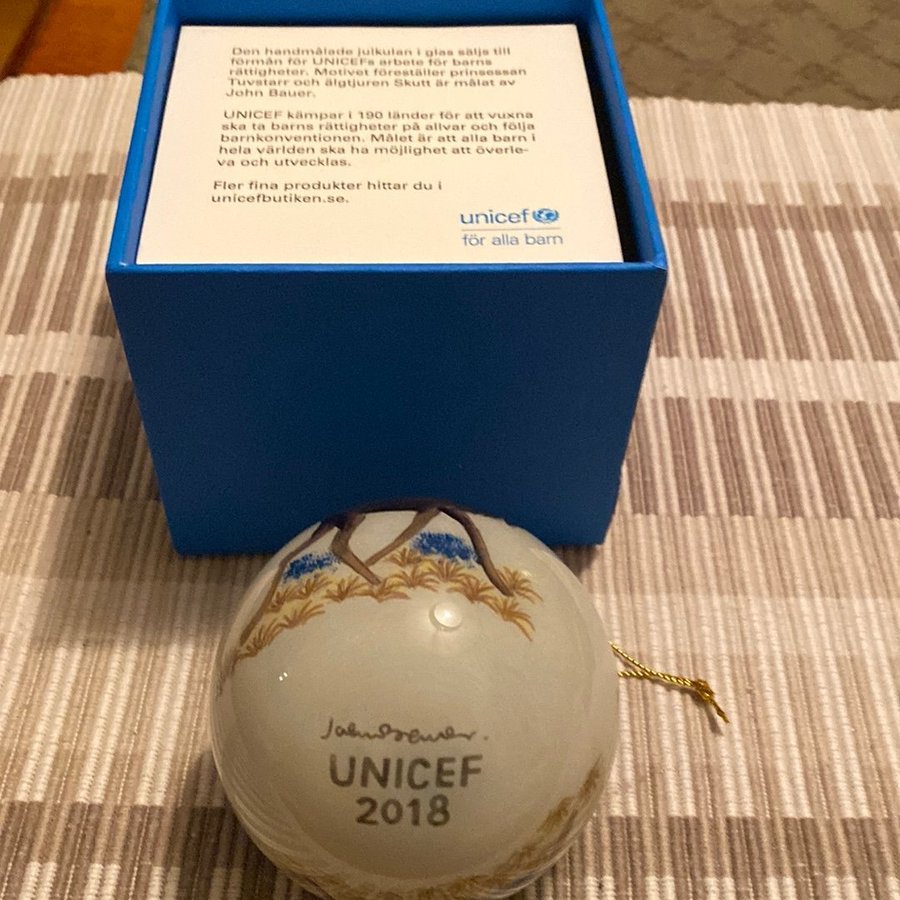 Den handmålade julkulan i glas säljs till
förmån för UNICEFs arbete för barns
rättigheter. Motivet föreställer prinsessan
Tuvstarr och älgtjuren Skutt är målat av
John Bauer.
UNICEF kämpar i 190 länder för att vuxna
ska ta barns rättigheter på allvar och följa
barnkonventionen. Målet är att alla barn i
hela världen ska ha möjlighet att överle-
va och utvecklas.
Fler fina produkter hittar du i
unicefbutiken.se.
unicef
för alla barn
John Bauer.
UNICEF
2018